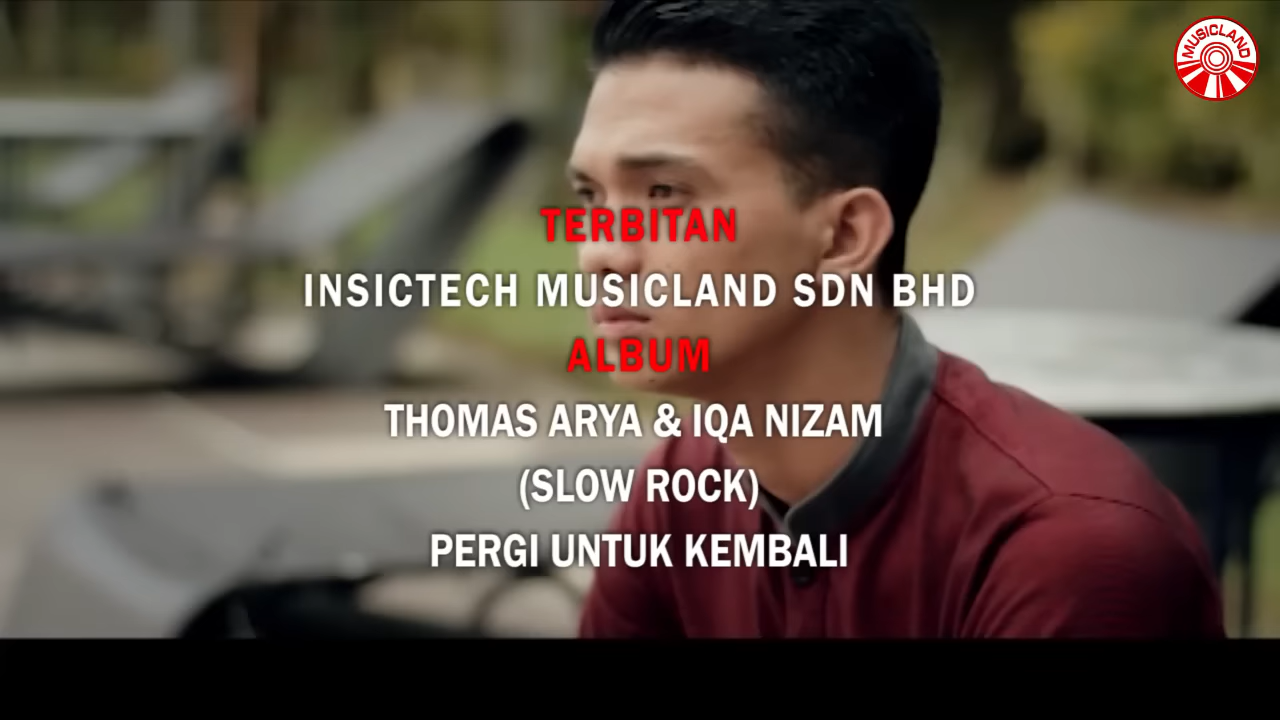 MUSICLAND
TERBITAN
INSICTECH MUSICLAND SDN BHD
ALBUM
THOMAS ARYA & IQA NIZAM
(SLOW ROCK)
PERGI UNTUK KEMBALI